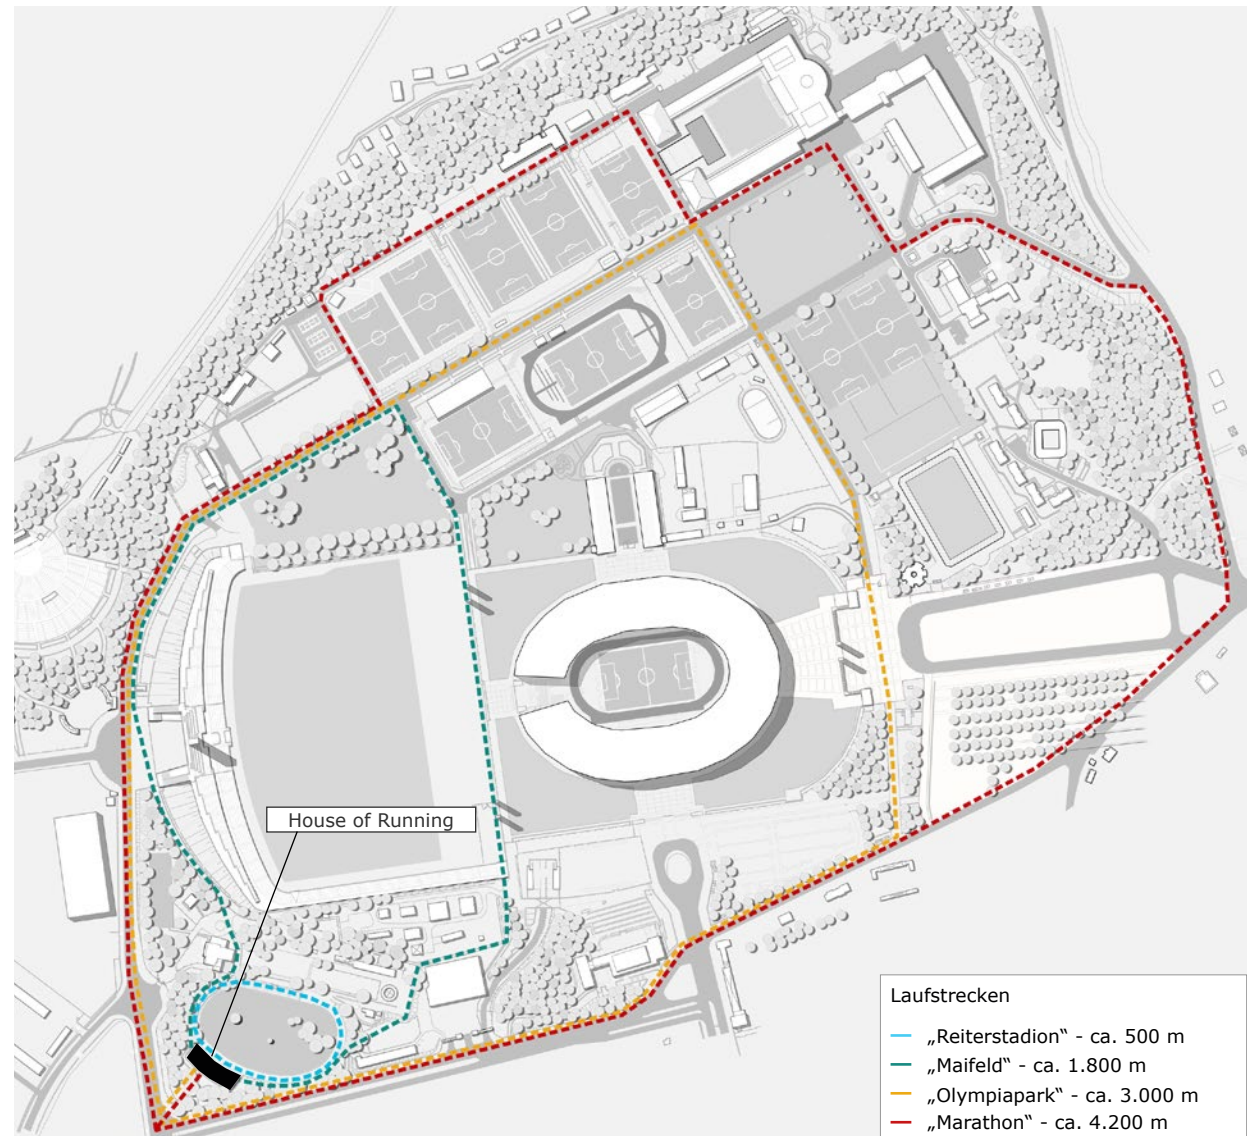 House of Running
Laufstrecken
„Reiterstadion“ - ca. 500 m
„Maifeld“ - ca. 1.800 m
„Olympiapark“ - ca. 3.000 m
„Marathon“ - ca. 4.200 m